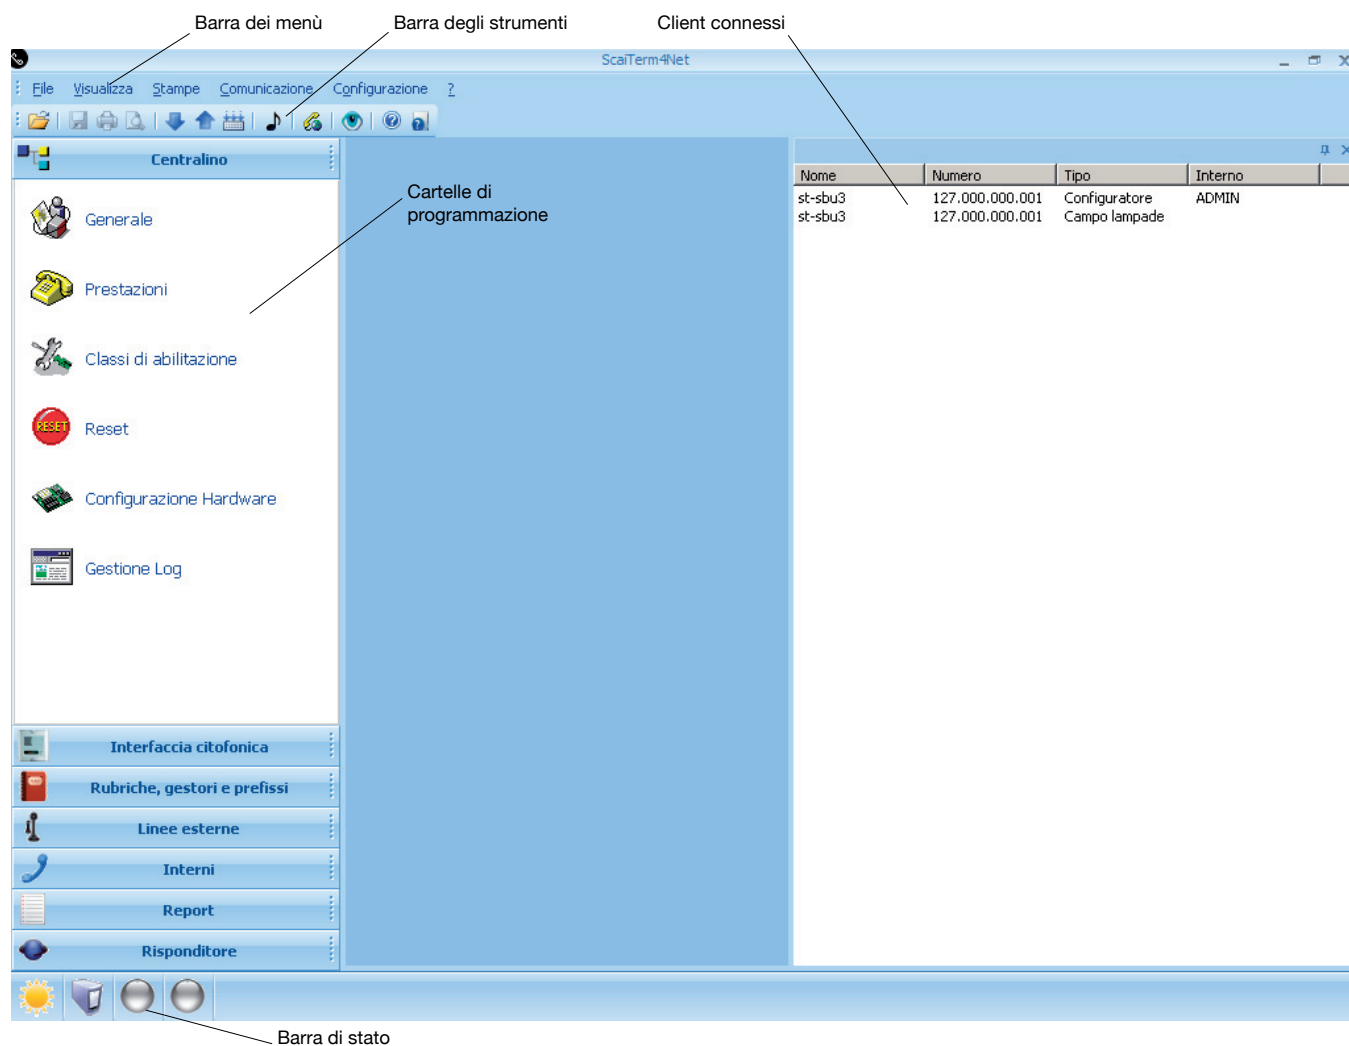 Barra dei menù
Barra degli strumenti
Client connessi
ScaiTerm4Net
File Visualizza Stampe Comunicazione Configurazione ?
Centralino
Nome Numero Tipo Interno
Cartelle di
programmazione
st-sbu3 127.000.000.001 Configuratore ADMIN
st-sbu3 127.000.000.001 Campo lampade
Generale
Prestazioni
Classi di abilitazione
RESET
Reset
Configurazione Hardware
Gestione Log
Interfaccia citofonica
Rubriche, gestori e prefissi
Linee esterne
Interni
Report
Risponditore
Barra di stato